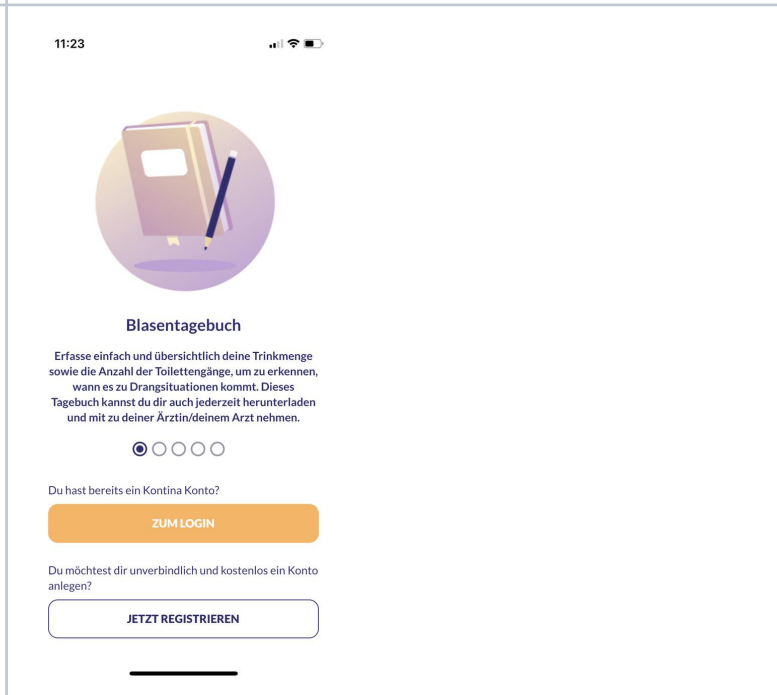 11:23
Blasentagebuch
Erfasse einfach und übersichtlich deine Trinkmenge
sowie die Anzahl der Toilettengänge, um zu erkennen,
wann es zu Drangsituationen kommt. Dieses
Tagebuch kannst du dir auch jederzeit herunterladen
und mit zu deiner Ärztin/deinem Arzt nehmen.
Du hast bereits ein Kontina Konto?
ZUM LOGIN
Du möchtest dir unverbindlich und kostenlos ein Konto
anlegen?
JETZT REGISTRIEREN